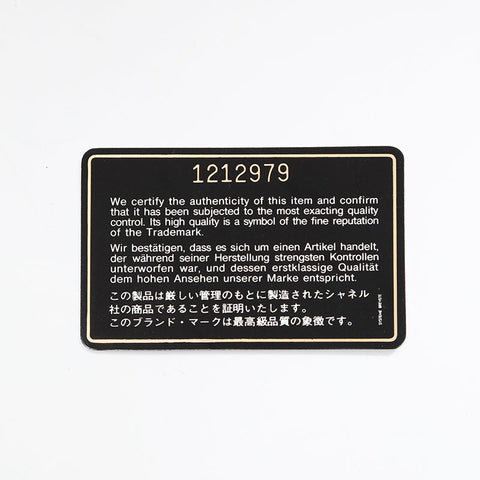 1212979
We certify the authenticity of this item and confirm
that it has been subjected to the most exacting quality
control. Its high quality is a symbol of the fine reputation
of the Trademark.
Wir bestätigen, dass es sich um einen Artikel handelt,
der während seiner Herstellung strengsten Kontrollen
unterworfen war, und dessen erstklassige Qualität
dem hohen Ansehen unserer Marke entspricht.
この製品は厳しい管理のもとに製造されたシャネル
社の商品であることを証明いたします。
このブランド・マークは最高級品質の象徴です。